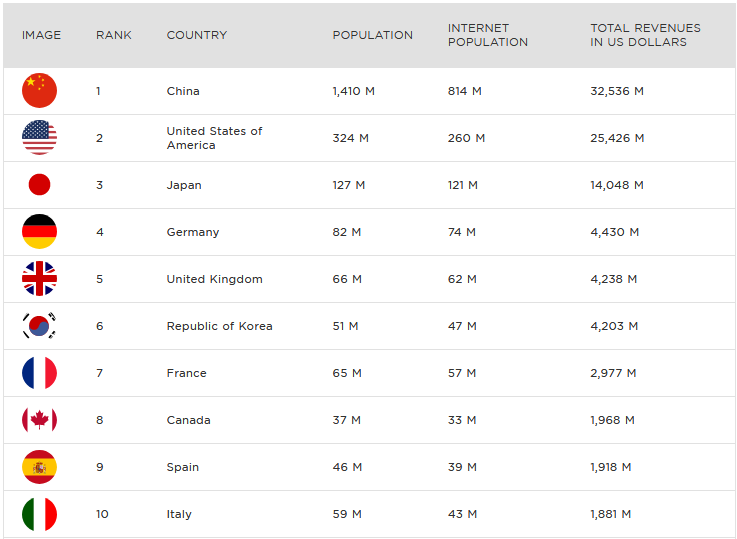 IMAGE RANK COUNTRY POPULATION INTERNET POPULATION TOTAL REVENUES IN US DOLLARS
1 China 1,410 M 814 M 32,536 M
2 United States of America 324 M 260 M 25,426 M
3 Japan 127 M 121 M 14,048 M
4 Germany 82 M 74 M 4,430 M
5 United Kingdom 66 M 62 M 4,238 M
6 Republic of Korea 51 M 47 M 4,203 M
7 France 65 M 57 M 2,977 M
8 Canada 37 M 33 M 1,968 M
9 Spain 46 M 39 M 1,918 M
10 Italy 59 M 43 M 1,881 M